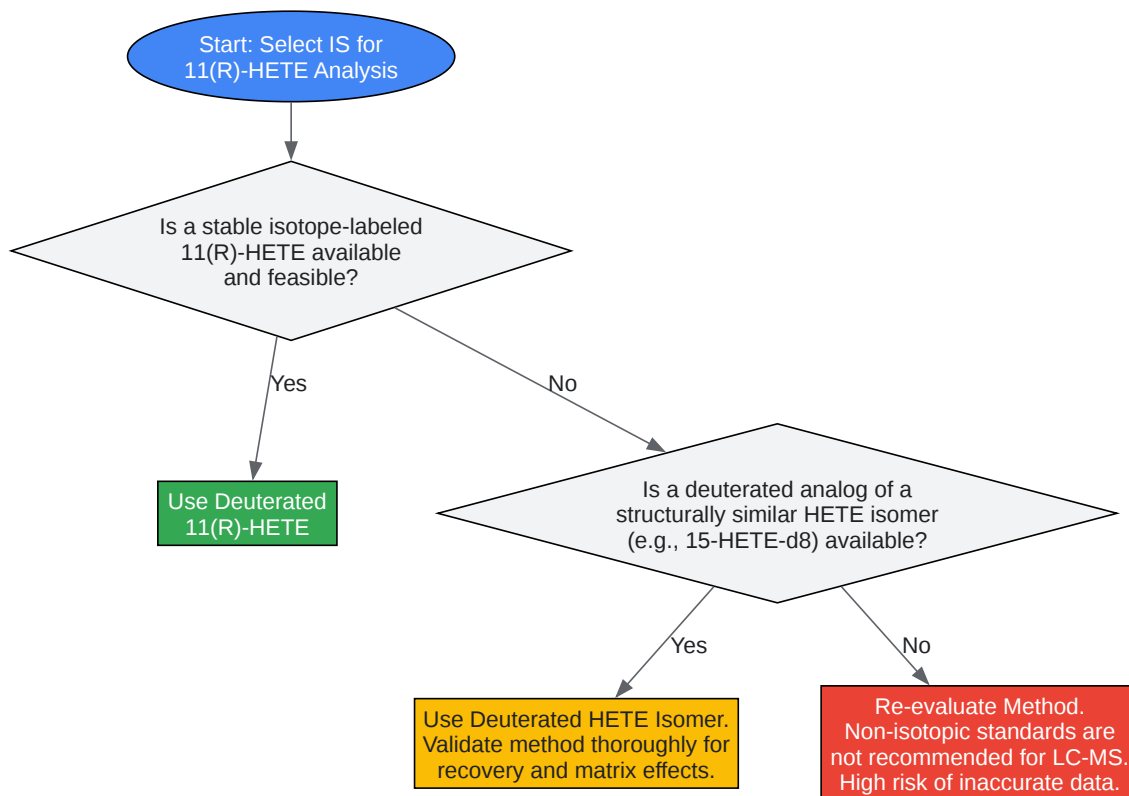 Start: Select IS for
11(R)-HETE Analysis
Is a stable isotope-labeled
11(R)-HETE available
and feasible?
Yes
No
Use Deuterated
11(R)-HETE
Is a deuterated analog of a
structurally similar HETE isomer
(e.g., 15-HETE-d8) available?
Yes
No
Use Deuterated HETE Isomer.
Validate method thoroughly for
recovery and matrix effects.
Re-evaluate Method.
Non-isotopic standards are
not recommended for LC-MS.
High risk of inaccurate data.